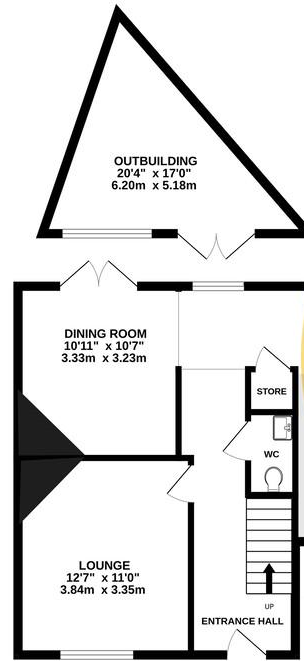 OUTBUILDING
20'4" x 17'0"
6.20m x 5.18m
DINING ROOM
10'11" x 10'7"
3.33m x 3.23m
STORE
WC
LOUNGE
12'7" x 11'0"
3.84m x 3.35m
UP
ENTRANCE HALL